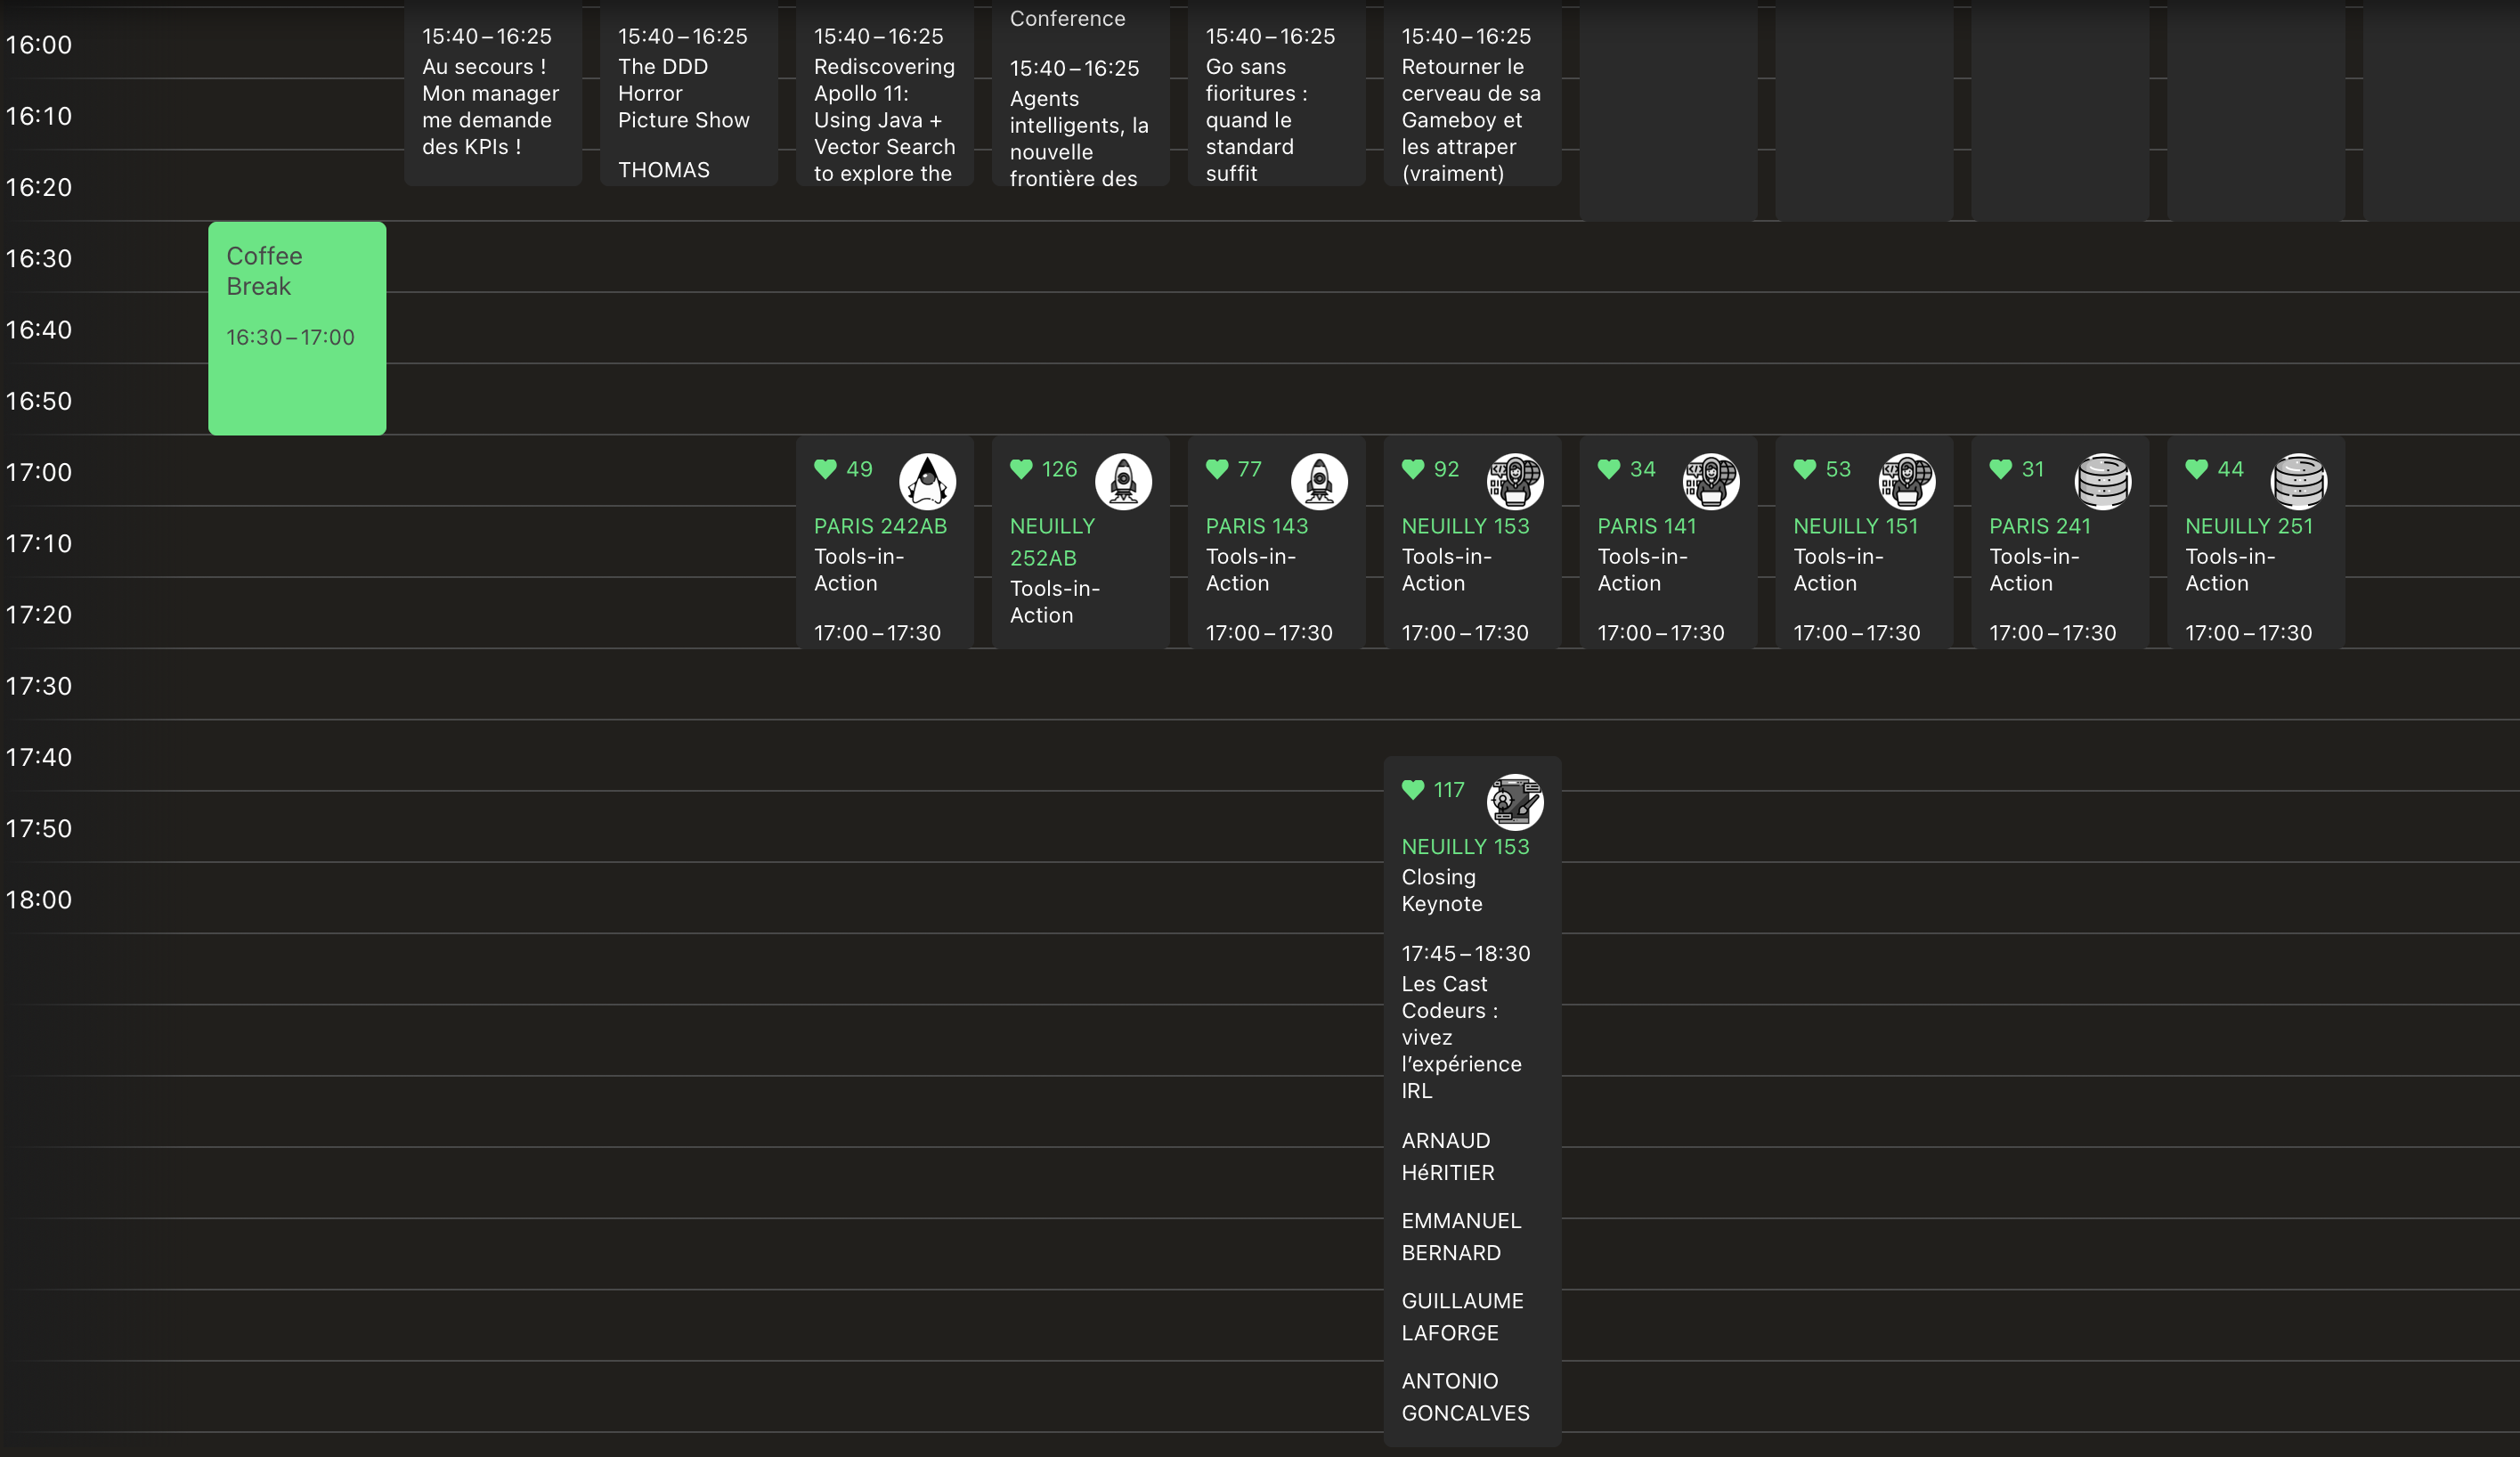 16:00
16:10
16:20
16:30
16:40
16:50
17:00
17:10
17:20
17:30
17:40
17:50
18:00
Coffee
Break
16:30 – 17:00
15:40 – 16:25
Au secours !
Mon manager
me demande
des KPIs !
15:40 – 16:25
The DDD
Horror
Picture Show
THOMAS
15:40 – 16:25
Rediscovering
Apollo 11:
Using Java +
Vector Search
to explore the
Conference
15:40 – 16:25
Agents
intelligents, la
nouvelle
frontière des
15:40 – 16:25
Go sans
fioritures :
quand le
standard
suffit
15:40 – 16:25
Retourner le
cerveau de sa
Gameboy et
les attraper
(vraiment)
49
PARIS 242AB
Tools-in-
Action
17:00 – 17:30
126
NEUILLY
252AB
Tools-in-
Action
77
PARIS 143
Tools-in-
Action
17:00 – 17:30
92
NEUILLY 153
Tools-in-
Action
17:00 – 17:30
34
PARIS 141
Tools-in-
Action
17:00 – 17:30
53
NEUILLY 151
Tools-in-
Action
17:00 – 17:30
31
PARIS 241
Tools-in-
Action
17:00 – 17:30
44
NEUILLY 251
Tools-in-
Action
17:00 – 17:30
117
NEUILLY 153
Closing
Keynote
17:45 – 18:30
Les Cast
Codeurs :
vivez
l’expérience
IRL
ARNAUD
HéRITIER
EMMANUEL
BERNARD
GUILLAUME
LAFORGE
ANTONIO
GONCALVES